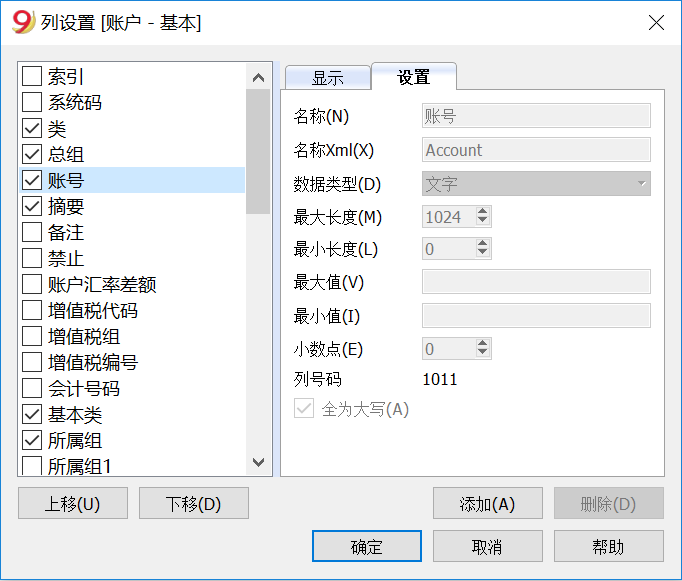 9 列设置 [账户 - 基本]
索引
系统码
类
总组
账号
摘要
备注
禁止
账户汇率差额
增值税代码
增值税组
增值税编号
会计号码
基本类
所属组
所属组1
显示 设置
名称(N) 账号
名称Xml(X) Account
数据类型(D) 文字
最大长度(M) 1024
最小长度(L) 0
最大值(V)
最小值(I)
小数点(E) 0
列号码 1011
全为大写(A)
上移(U) 下移(D) 添加(A) 删除(D)
确定 取消 帮助